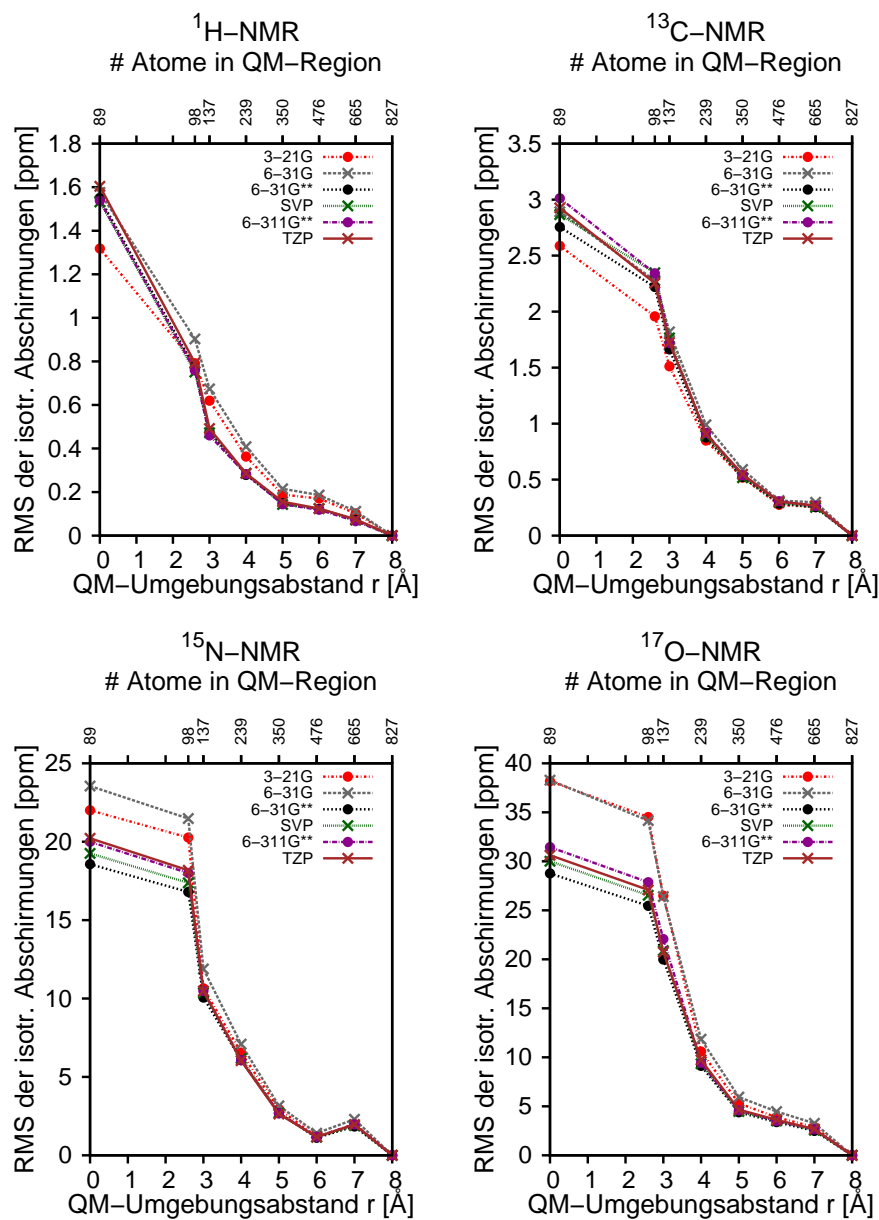 ¹H–NMR
# Atome in QM–Region
89 98 137 239 350 476 665 827
RMS der isotr. Abschirmungen [ppm]
1.8
1.6
1.4
1.2
1
0.8
0.6
0.4
0.2
0
3–21G
6–31G
6–31G**
SVP
6–311G**
TZP
0 1 2 3 4 5 6 7 8
QM–Umgebungsabstand r [Å]
¹³C–NMR
# Atome in QM–Region
89 98 137 239 350 476 665 827
RMS der isotr. Abschirmungen [ppm]
3.5
3
2.5
2
1.5
1
0.5
0
3–21G
6–31G
6–31G**
SVP
6–311G**
TZP
0 1 2 3 4 5 6 7 8
QM–Umgebungsabstand r [Å]
¹⁵N–NMR
# Atome in QM–Region
89 98 137 239 350 476 665 827
RMS der isotr. Abschirmungen [ppm]
25
20
15
10
5
0
3–21G
6–31G
6–31G**
SVP
6–311G**
TZP
0 1 2 3 4 5 6 7 8
QM–Umgebungsabstand r [Å]
¹⁷O–NMR
# Atome in QM–Region
89 98 137 239 350 476 665 827
RMS der isotr. Abschirmungen [ppm]
40
35
30
25
20
15
10
5
0
3–21G
6–31G
6–31G**
SVP
6–311G**
TZP
0 1 2 3 4 5 6 7 8
QM–Umgebungsabstand r [Å]